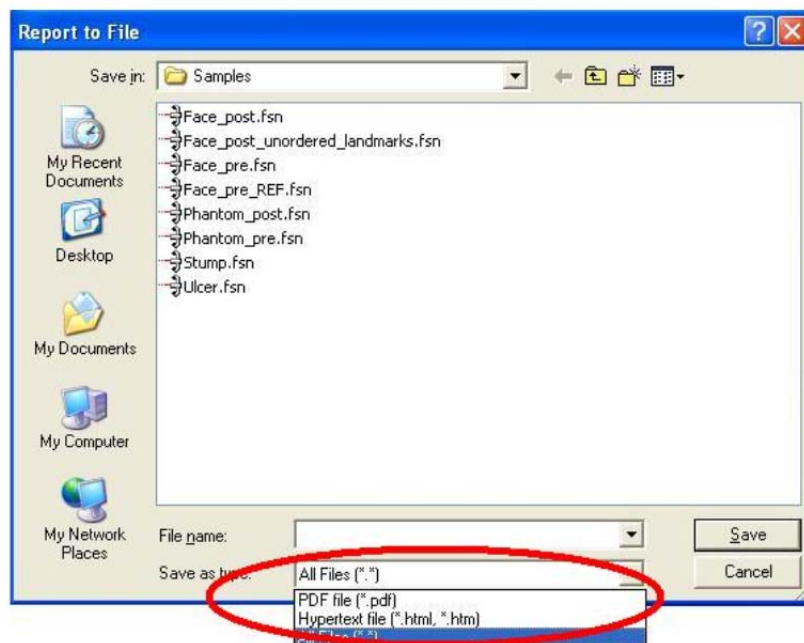 Report to File
Save in:
Samples
Face_post.fsn
Face_post_unordered_landmarks.fsn
Face_pre.fsn
Face_pre_REF.fsn
Phantom_post.fsn
Phantom_pre.fsn
Stump.fsn
Ulcer.fsn
My Recent
Documents
Desktop
My Documents
My Computer
My Network
Places
File name:
Save
Save as type:
All Files (*.*)
Cancel
PDF file (*.pdf)
Hypertext file (*.html, *.htm)
All Files (*.*)